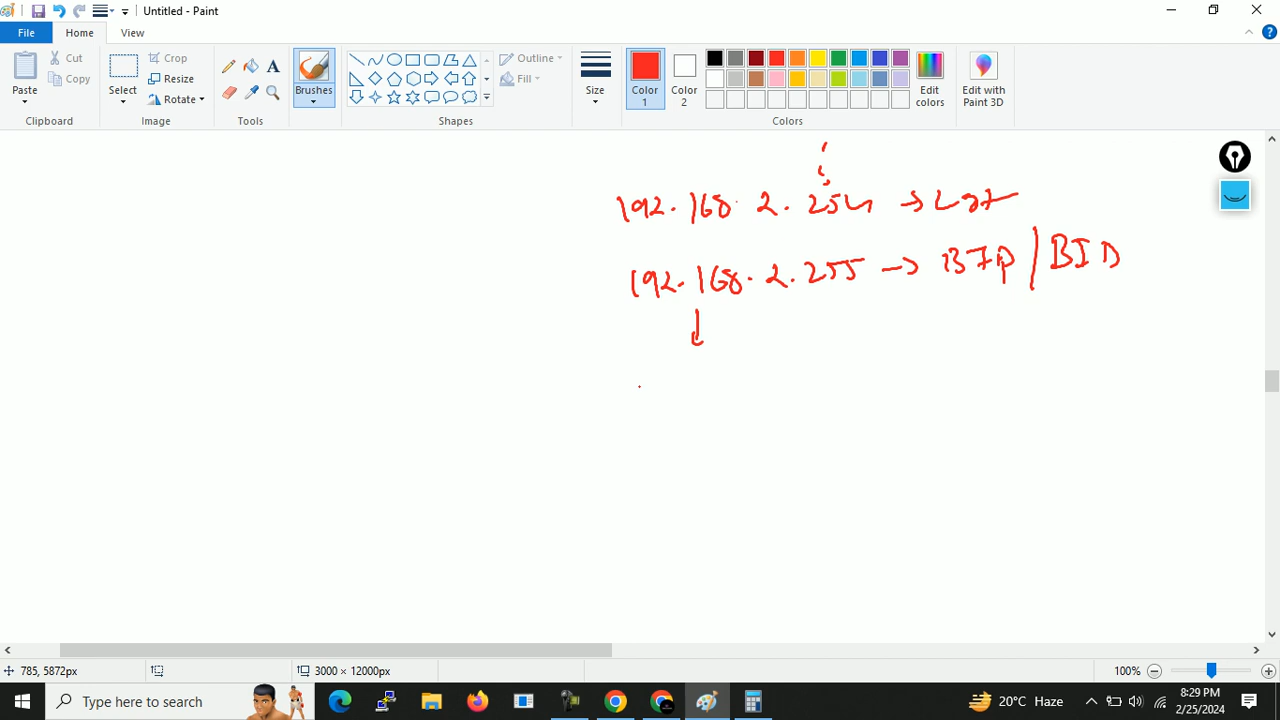 Untitled - Paint
File Home View
Paste Cut Copy Select Crop Resize Rotate Brushes Outline Fill Size Color 1 Color 2 Edit colors Edit with Paint 3D
Clipboard Image Tools Shapes Colors
192.168.2.254 → Last
192.168.2.255 → / BID
785, 5872px 3000 × 12000px 100%
Type here to search 20°C Haze 8:29 PM
2/25/2024